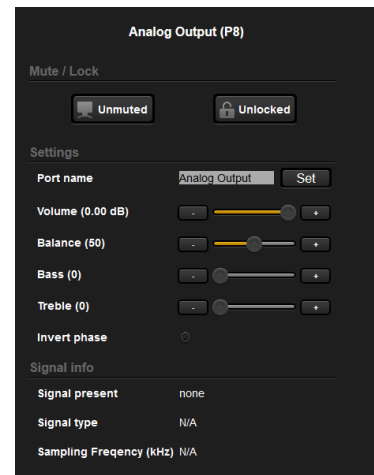 Analog Output (P8)
Mute / Lock
Unmuted Unlocked
Settings
Port name Analog Output Set
Volume (0.00 dB) - +
Balance (50) - +
Bass (0) - +
Treble (0) - +
Invert phase
Signal info
Signal present none
Signal type N/A
Sampling Freqency (kHz) N/A